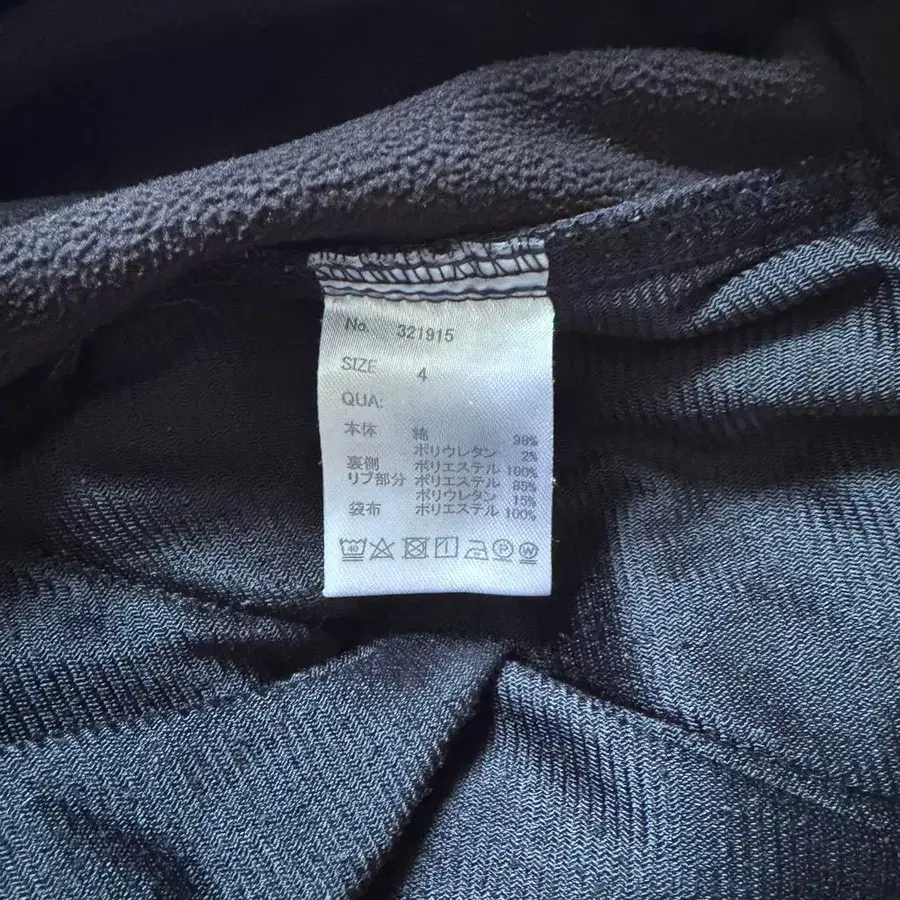 No. 321915
SIZE 4
QUA:
本体 綿 98%
ポリウレタン 2%
裏側 ポリエステル 100%
リブ部分 ポリエステル 85%
ポリウレタン 15%
袋布 ポリエステル 100%
40 P W